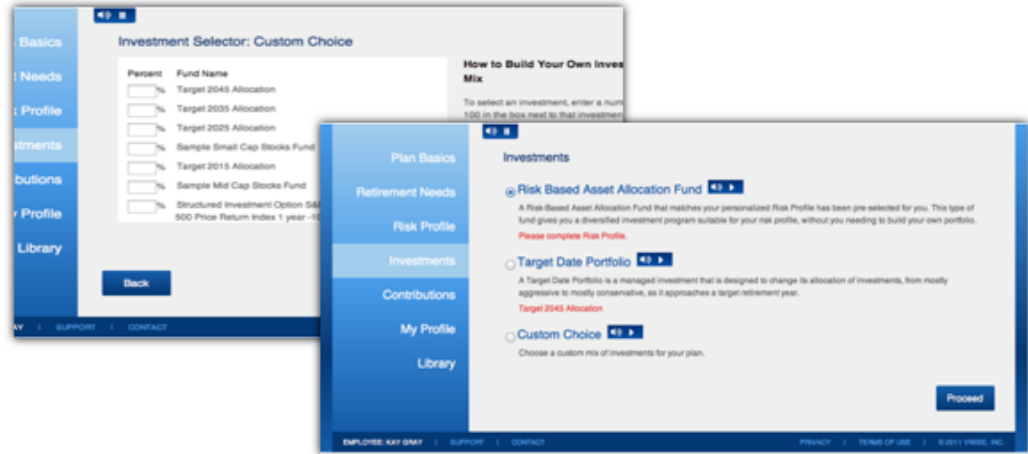 Basics
Needs
Profile
stments
butions
Profile
Library
Investment Selector: Custom Choice
Percent Fund Name
% Target 2045 Allocation
% Target 2035 Allocation
% Target 2025 Allocation
% Sample Small Cap Stocks Fund
% Target 2015 Allocation
% Sample Mid Cap Stocks Fund
% Structured Investment Option S&
500 Price Return Index 1 year -10
How to Build Your Own Inves
Mix
To select an investment, enter a num
100 in the box next to that investmen
Back
AY | SUPPORT | CONTACT
Plan Basics
Retirement Needs
Risk Profile
Investments
Contributions
My Profile
Library
Investments
Risk Based Asset Allocation Fund
A Risk-Based Asset Allocation Fund that matches your personalized Risk Profile has been pre-selected for you. This type of
fund gives you a diversified investment program suitable for your risk profile, without you needing to build your own portfolio.
Please complete Risk Profile.
Target Date Portfolio
A Target Date Portfolio is a managed investment that is designed to change its allocation of investments, from mostly
aggressive to mostly conservative, as it approaches a target retirement year.
Target 2045 Allocation
Custom Choice
Choose a custom mix of investments for your plan.
Proceed
EMPLOYEE: KAY GRAY | SUPPORT | CONTACT
PRIVACY | TERMS OF USE | © 2011 VWISE, INC.